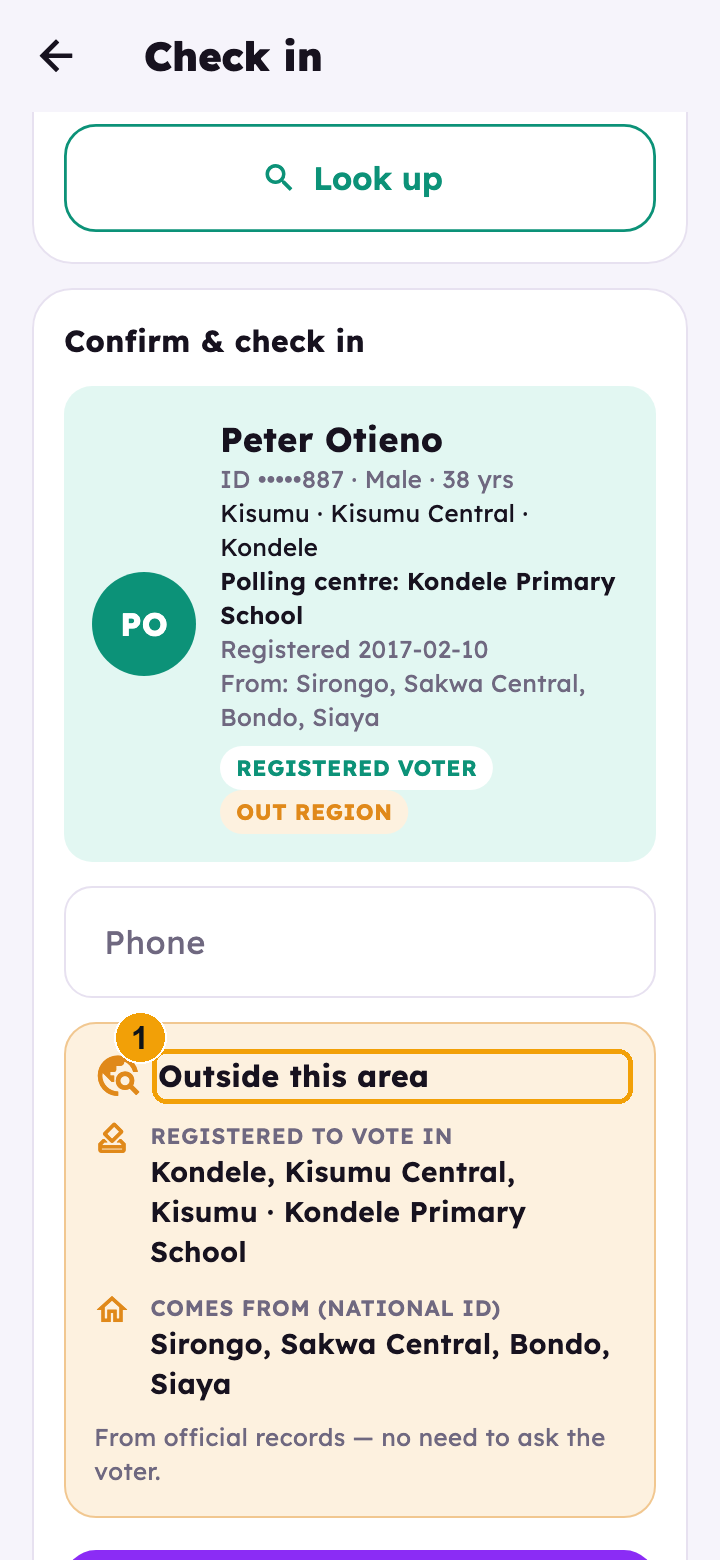 Check in
Look up
Confirm & check in
Peter Otieno
ID •••••887 · Male · 38 yrs
Kisumu · Kisumu Central ·
Kondele
Polling centre: Kondele Primary
School
PO
Registered 2017-02-10
From: Sirongo, Sakwa Central,
Bondo, Siaya
REGISTERED VOTER
OUT REGION
Phone
1
Outside this area
REGISTERED TO VOTE IN
Kondele, Kisumu Central,
Kisumu · Kondele Primary
School
COMES FROM (NATIONAL ID)
Sirongo, Sakwa Central, Bondo,
Siaya
From official records — no need to ask the
voter.